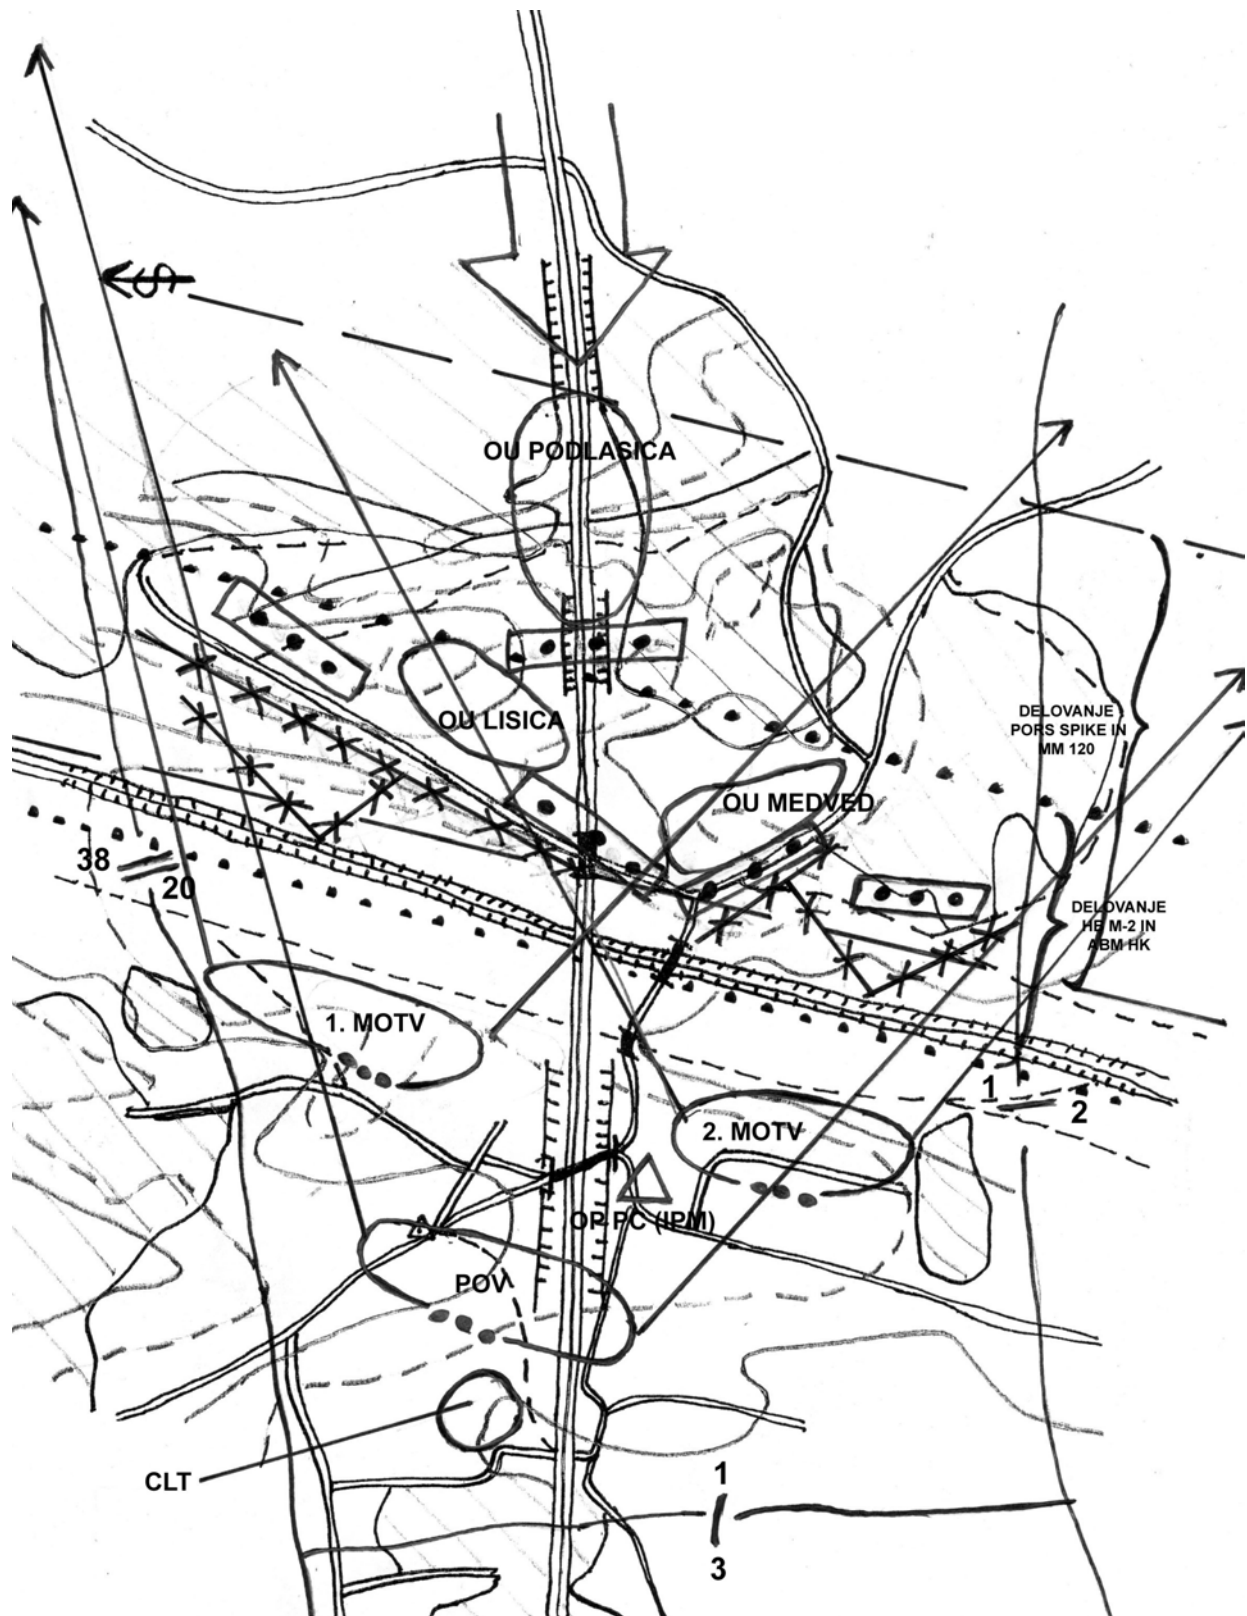 OU PODLASICA
OU LISICA
DELOVANJE
PORS SPIKE IN
MM 120
OU MEDVED
38
20
DELOVANJE
HB M-2 IN
ABM HK
1. MOTV
1
2
2. MOTV
OP PČ (IPM)
POV
CLT
1
3